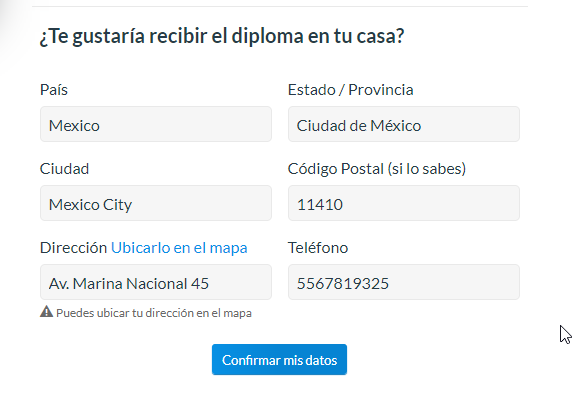 ¿Te gustaría recibir el diploma en tu casa?
País
Estado / Provincia
Mexico
Ciudad de México
Ciudad
Código Postal (si lo sabes)
Mexico City
11410
Dirección Ubicarlo en el mapa
Teléfono
Av. Marina Nacional 45
5567819325
Puedes ubicar tu dirección en el mapa
Confirmar mis datos